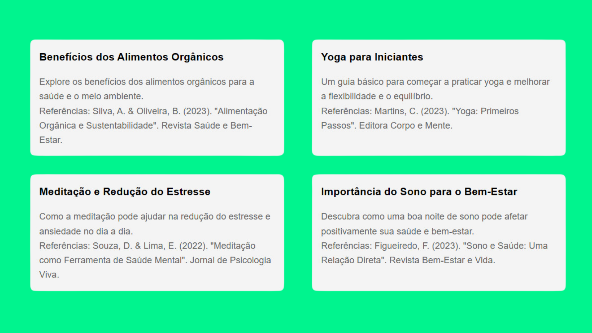 Benefícios dos Alimentos Orgânicos
Explore os benefícios dos alimentos orgânicos para a
saúde e o meio ambiente.
Referências: Silva, A. & Oliveira, B. (2023). "Alimentação
Orgânica e Sustentabilidade". Revista Saúde e Bem-
Estar.
Yoga para Iniciantes
Um guia básico para começar a praticar yoga e melhorar
a flexibilidade e o equilíbrio.
Referências: Martins, C. (2023). "Yoga: Primeiros
Passos". Editora Corpo e Mente.
Meditação e Redução do Estresse
Como a meditação pode ajudar na redução do estresse e
ansiedade no dia a dia.
Referências: Souza, D. & Lima, E. (2022). "Meditação
como Ferramenta de Saúde Mental". Jornal de Psicologia
Viva.
Importância do Sono para o Bem-Estar
Descubra como uma boa noite de sono pode afetar
positivamente sua saúde e bem-estar.
Referências: Figueiredo, F. (2023). "Sono e Saúde: Uma
Relação Direta". Revista Bem-Estar e Vida.